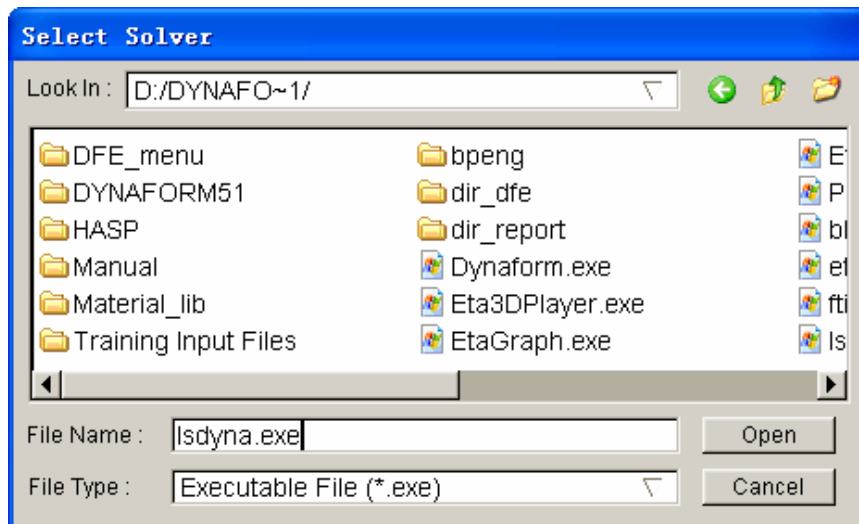 Select Solver
Look In : D:/DYNAFO~1/
DFE_menu bpeng
DYNAFORM51 dir_dfe
HASP dir_report
Manual Dynaform.exe
Material_lib Eta3DPlayer.exe
Training Input Files EtaGraph.exe
File Name : lsdyna.exe Open
File Type : Executable File (*.exe) Cancel